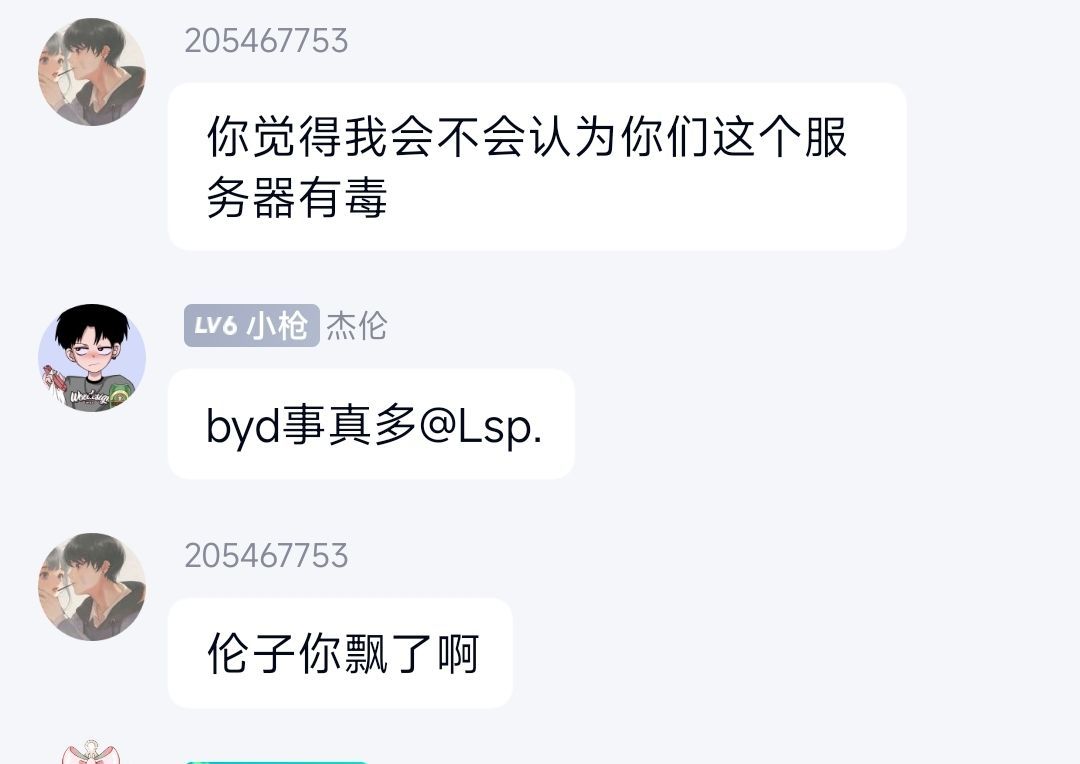 205467753
你觉得我会不会认为你们这个服
务器有毒
LV6 小枪 杰伦
byd事真多@Lsp.
205467753
伦子你飘了啊